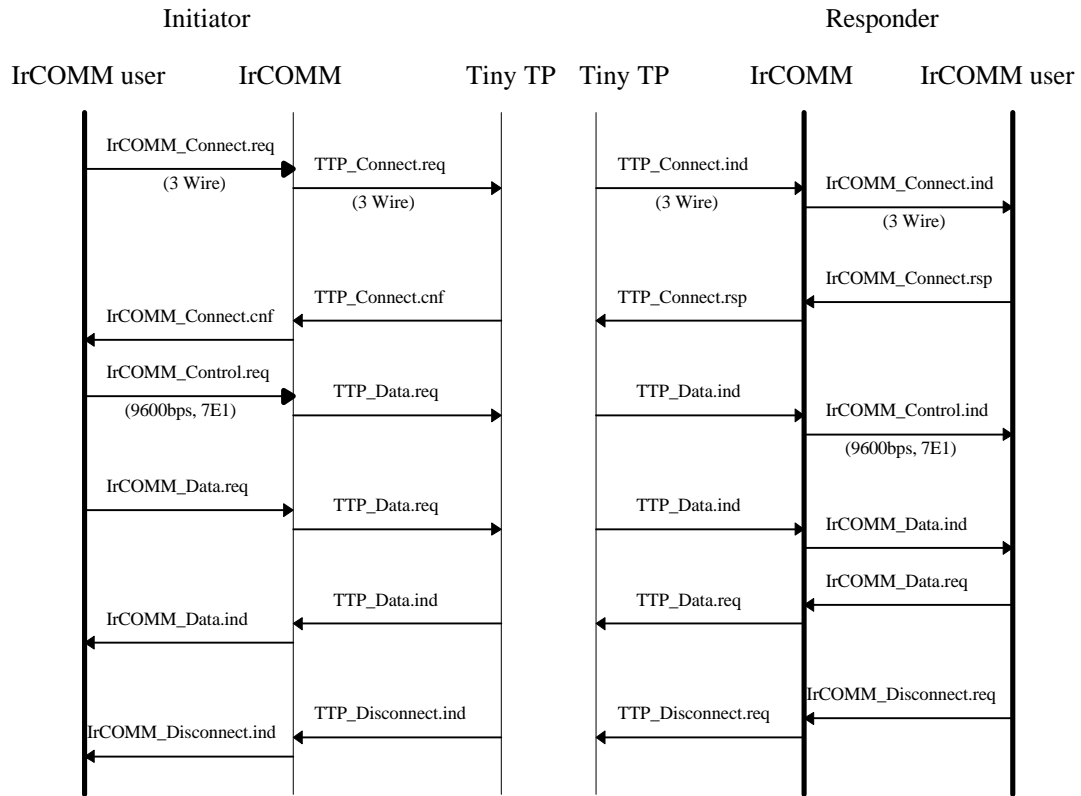 Initiator Responder
IrCOMM user IrCOMM Tiny TP Tiny TP IrCOMM IrCOMM user
IrCOMM_Connect.req
TTP_Connect.req TTP_Connect.ind
(3 Wire) IrCOMM_Connect.ind
(3 Wire) (3 Wire)
(3 Wire)
IrCOMM_Connect.rsp
TTP_Connect.cnf TTP_Connect.rsp
IrCOMM_Connect.cnf
IrCOMM_Control.req
TTP_Data.req TTP_Data.ind
(9600bps, 7E1) IrCOMM_Control.ind
(9600bps, 7E1)
IrCOMM_Data.req
TTP_Data.req TTP_Data.ind
IrCOMM_Data.ind
IrCOMM_Data.req
TTP_Data.ind TTP_Data.req
IrCOMM_Data.ind
IrCOMM_Disconnect.req
TTP_Disconnect.ind TTP_Disconnect.req
IrCOMM_Disconnect.ind